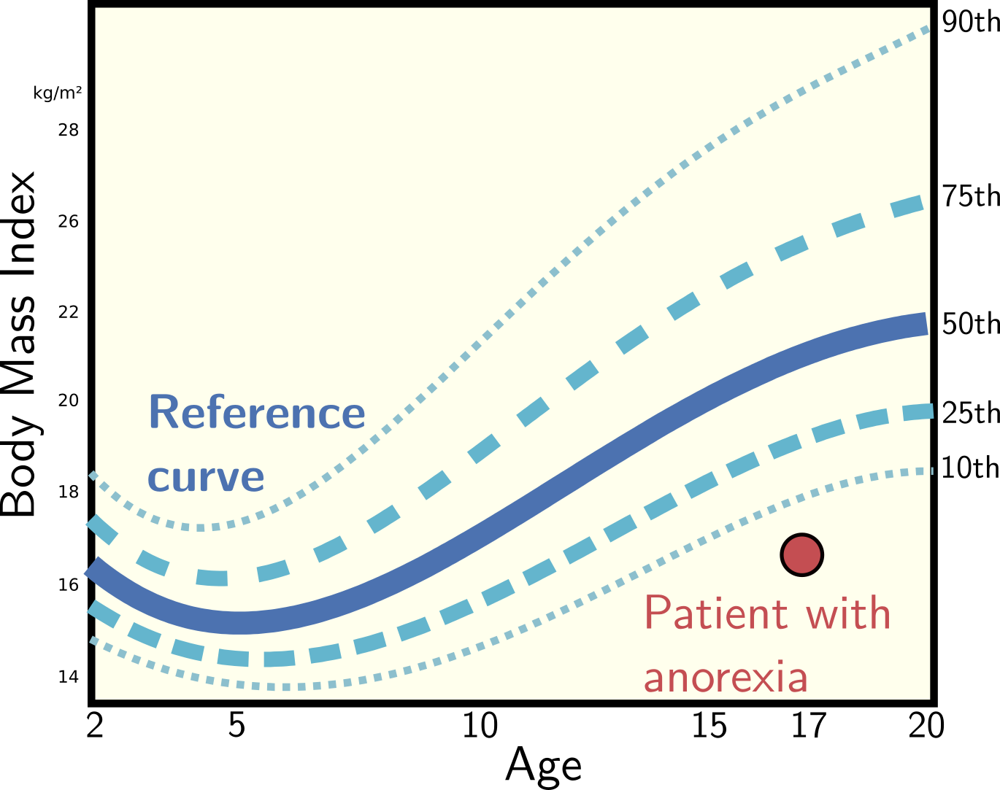 90th
kg/m²
28
75th
26
22
50th
20
25th
10th
18
16
14
Body Mass Index
Reference
curve
Patient with
anorexia
2 5 10 15 17 20
Age